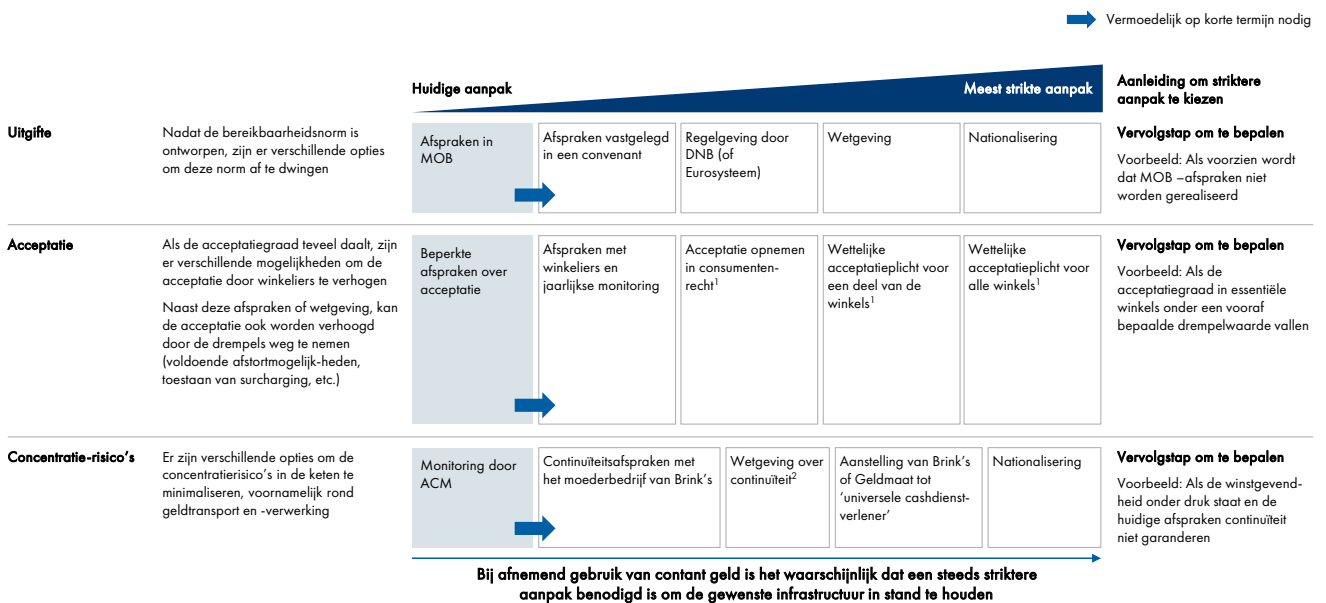 Vermoedelijk op korte termijn nodig
Huidige aanpak
Meest strikte aanpak
Aanleiding om striktere
aanpak te kiezen
Uitgifte
Nadat de bereikbaarheidsnorm is
ontworpen, zijn er verschillende opties
om deze norm af te dwingen
Afspraken in
MOB
Afspraken vastgelegd
in een convenant
Regelgeving door
DNB (of
Eurosysteem)
Wetgeving
Nationalisering
Vervolgstap om te bepalen
Voorbeeld: Als voorzien wordt
dat MOB –afspraken niet
worden gerealiseerd
Acceptatie
Als de acceptatiegraad teveel daalt, zijn
er verschillende mogelijkheden om de
acceptatie door winkeliers te verhogen
Naast deze afspraken of wetgeving, kan
de acceptatie ook worden verhoogd
door de drempels weg te nemen
(voldoende afstortmogelijk-heden,
toestaan van surcharging, etc.)
Beperkte
afspraken over
acceptatie
Afspraken met
winkeliers en
jaarlijkse monitoring
Acceptatie opnemen
in consumenten-
recht1
Wettelijke
acceptatieplicht voor
een deel van de
winkels1
Wettelijke
acceptatieplicht voor
alle winkels1
Vervolgstap om te bepalen
Voorbeeld: Als de
acceptatiegraad in essentiële
winkels onder een vooraf
bepaalde drempelwaarde vallen
Concentratie-risico's
Er zijn verschillende opties om de
concentratierisico's in de keten te
minimaliseren, voornamelijk rond
geldtransport en -verwerking
Monitoring door
ACM
Continuïteitsafspraken met
het moederbedrijf van Brink's
Wetgeving over
continuïteit2
Aanstelling van Brink's
of Geldmaat tot
'universele cashdienst-
verlener'
Nationalisering
Vervolgstap om te bepalen
Voorbeeld: Als de winstgevend-
heid onder druk staat en de
huidige afspraken continuïteit
niet garanderen
Bij afnemend gebruik van contant geld is het waarschijnlijk dat een steeds striktere
aanpak benodigd is om de gewenste infrastructuur in stand te houden